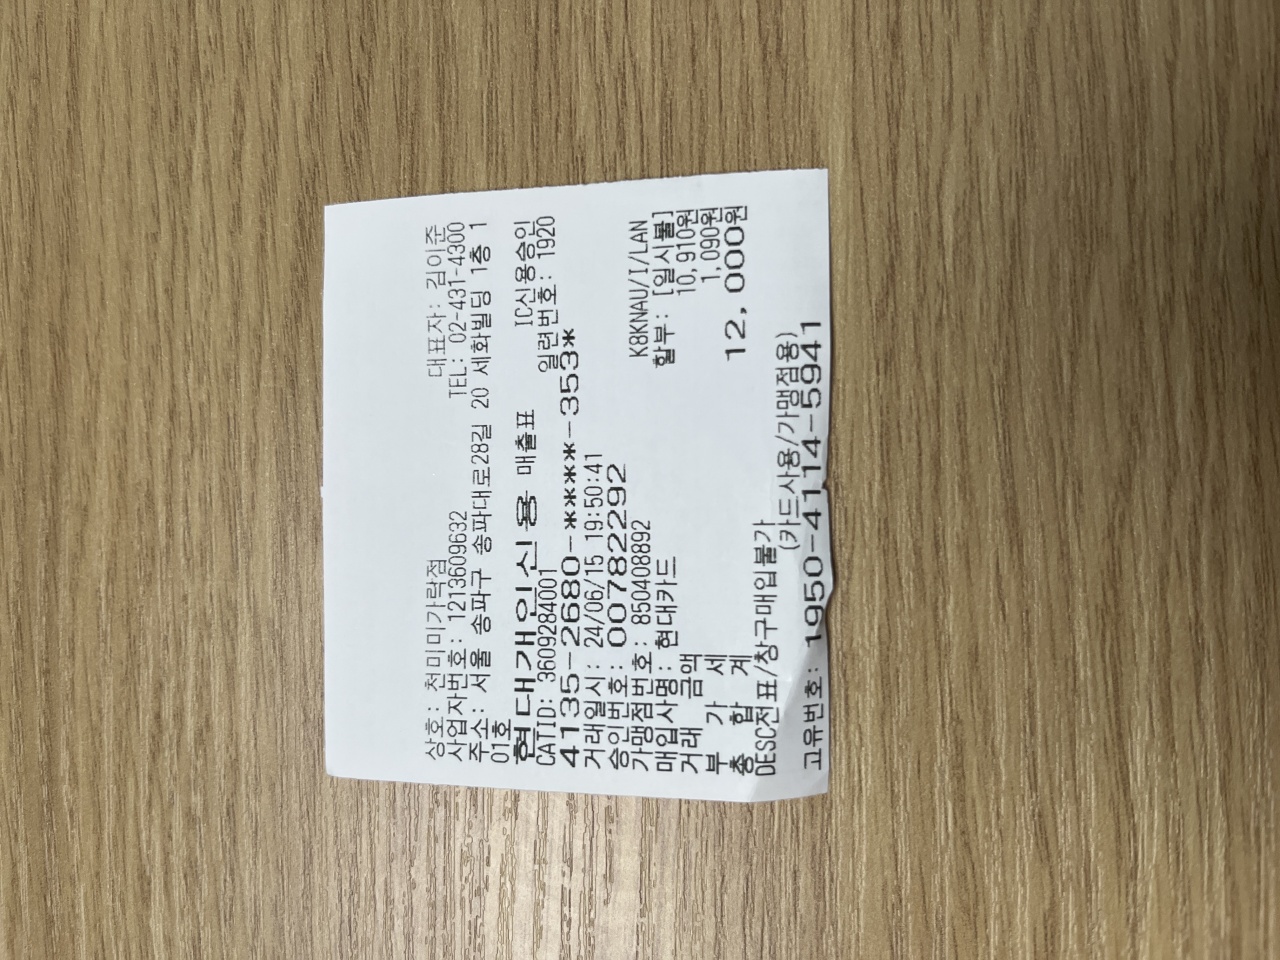 상호: 천미미가락점 대표자: 김이준
사업자번호: 1213609632 TEL: 02-431-4300
주소: 서울 송파구 송파대로28길 20 세화빌딩 1층 1
01호
현대개인신용 매출표 IC신용승인
CATID: 3609284001 일련번호: 1920
4135-2680-****-353*
거래일시: 24/06/15 19:50:41
승인번호: 00782292
가맹점번호: 850408892 K8KNAU/I/LAN
매입사명: 현대카드 할부: [일시불]
거래 금액 10,910원
부 가 세 1,090원
총 합 계 12,000원
DESC전표/창구매입불가
(카드사용/가맹점용)
고유번호: 1950-4114-5941